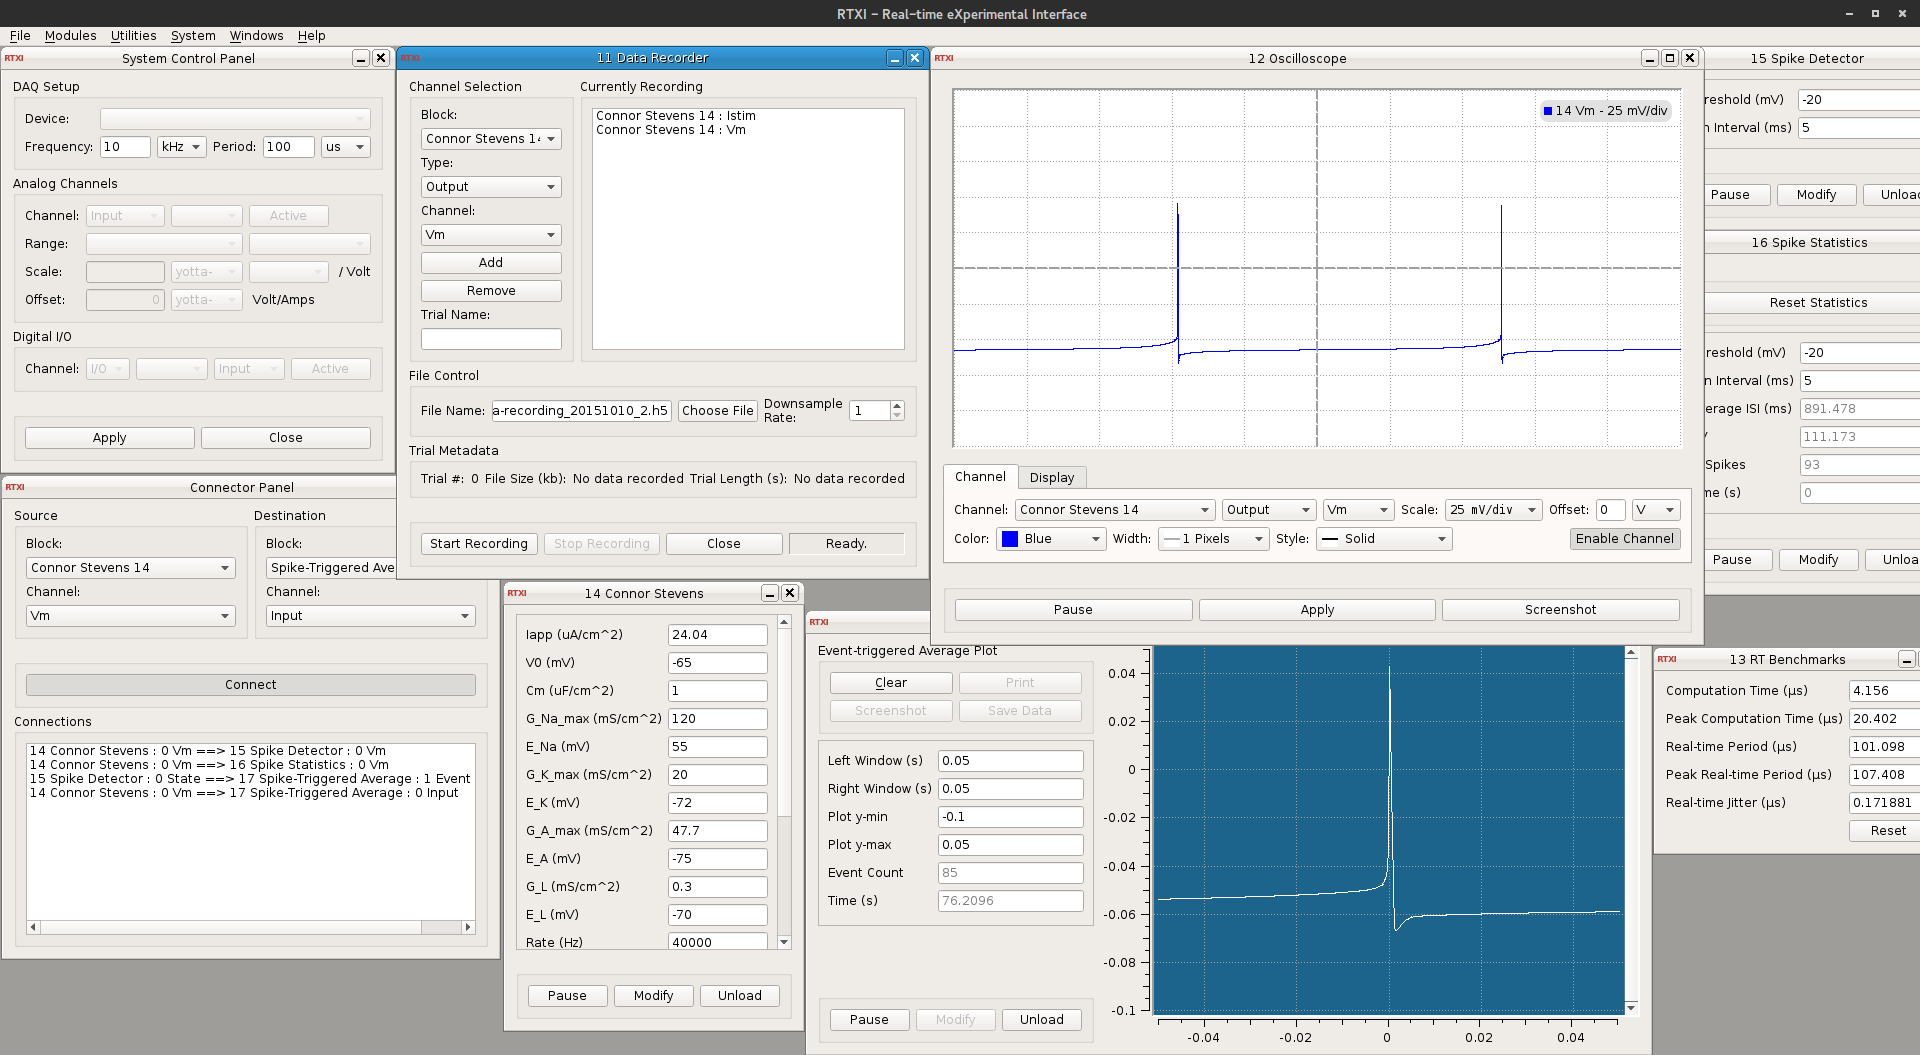 RTXI - Real-time eXperimental Interface
File Modules Utilities System Windows Help
RTXI System Control Panel
DAQ Setup
Device:
Frequency: 10 kHz Period: 100 us
Analog Channels
Channel: Input Active
Range:
Scale: yotta- / Volt
Offset: 0 yotta- Volt/Amps
Digital I/O
Channel: I/O Input Active
Apply Close
RTXI 11 Data Recorder
Channel Selection
Block:
Connor Stevens 14
Type:
Output
Channel:
Vm
Add
Remove
Trial Name:
Currently Recording
Connor Stevens 14 : Istim
Connor Stevens 14 : Vm
File Control
File Name: a-recording_20151010_2.h5 Choose File Downsample Rate: 1
Trial Metadata
Trial #: 0 File Size (kb): No data recorded Trial Length (s): No data recorded
Start Recording Stop Recording Close Ready.
RTXI 12 Oscilloscope
14 Vm - 25 mV/div
Channel Display
Channel: Connor Stevens 14 Output Vm Scale: 25 mV/div Offset: 0 V
Color: Blue Width: 1 Pixels Style: Solid Enable Channel
Pause Apply Screenshot
15 Spike Detector
reshold (mV) -20
n Interval (ms) 5
Pause Modify Unloa
16 Spike Statistics
Reset Statistics
reshold (mV) -20
n Interval (ms) 5
erage ISI (ms) 891.478
111.173
Spikes 93
me (s) 0
Pause Modify Unloa
RTXI Connector Panel
Source
Block:
Connor Stevens 14
Channel:
Vm
Destination
Block:
Spike-Triggered Ave
Channel:
Input
Connect
Connections
14 Connor Stevens : 0 Vm ==> 15 Spike Detector : 0 Vm
14 Connor Stevens : 0 Vm ==> 16 Spike Statistics : 0 Vm
15 Spike Detector : 0 State ==> 17 Spike-Triggered Average : 1 Event
14 Connor Stevens : 0 Vm ==> 17 Spike-Triggered Average : 0 Input
RTXI 14 Connor Stevens
Iapp (uA/cm^2) 24.04
V0 (mV) -65
Cm (uF/cm^2) 1
G_Na_max (mS/cm^2) 120
E_Na (mV) 55
G_K_max (mS/cm^2) 20
E_K (mV) -72
G_A_max (mS/cm^2) 47.7
E_A (mV) -75
G_L (mS/cm^2) 0.3
E_L (mV) -70
Rate (Hz) 40000
Pause Modify Unload
RTXI
Event-triggered Average Plot
Clear Print
Screenshot Save Data
Left Window (s) 0.05
Right Window (s) 0.05
Plot y-min -0.1
Plot y-max 0.05
Event Count 85
Time (s) 76.2096
Pause Modify Unload
0.04
0.02
0
-0.02
-0.04
-0.06
-0.08
-0.1
-0.04 -0.02 0 0.02 0.04
RTXI 13 RT Benchmarks
Computation Time (µs) 4.156
Peak Computation Time (µs) 20.402
Real-time Period (µs) 101.098
Peak Real-time Period (µs) 107.408
Real-time Jitter (µs) 0.171881
Reset